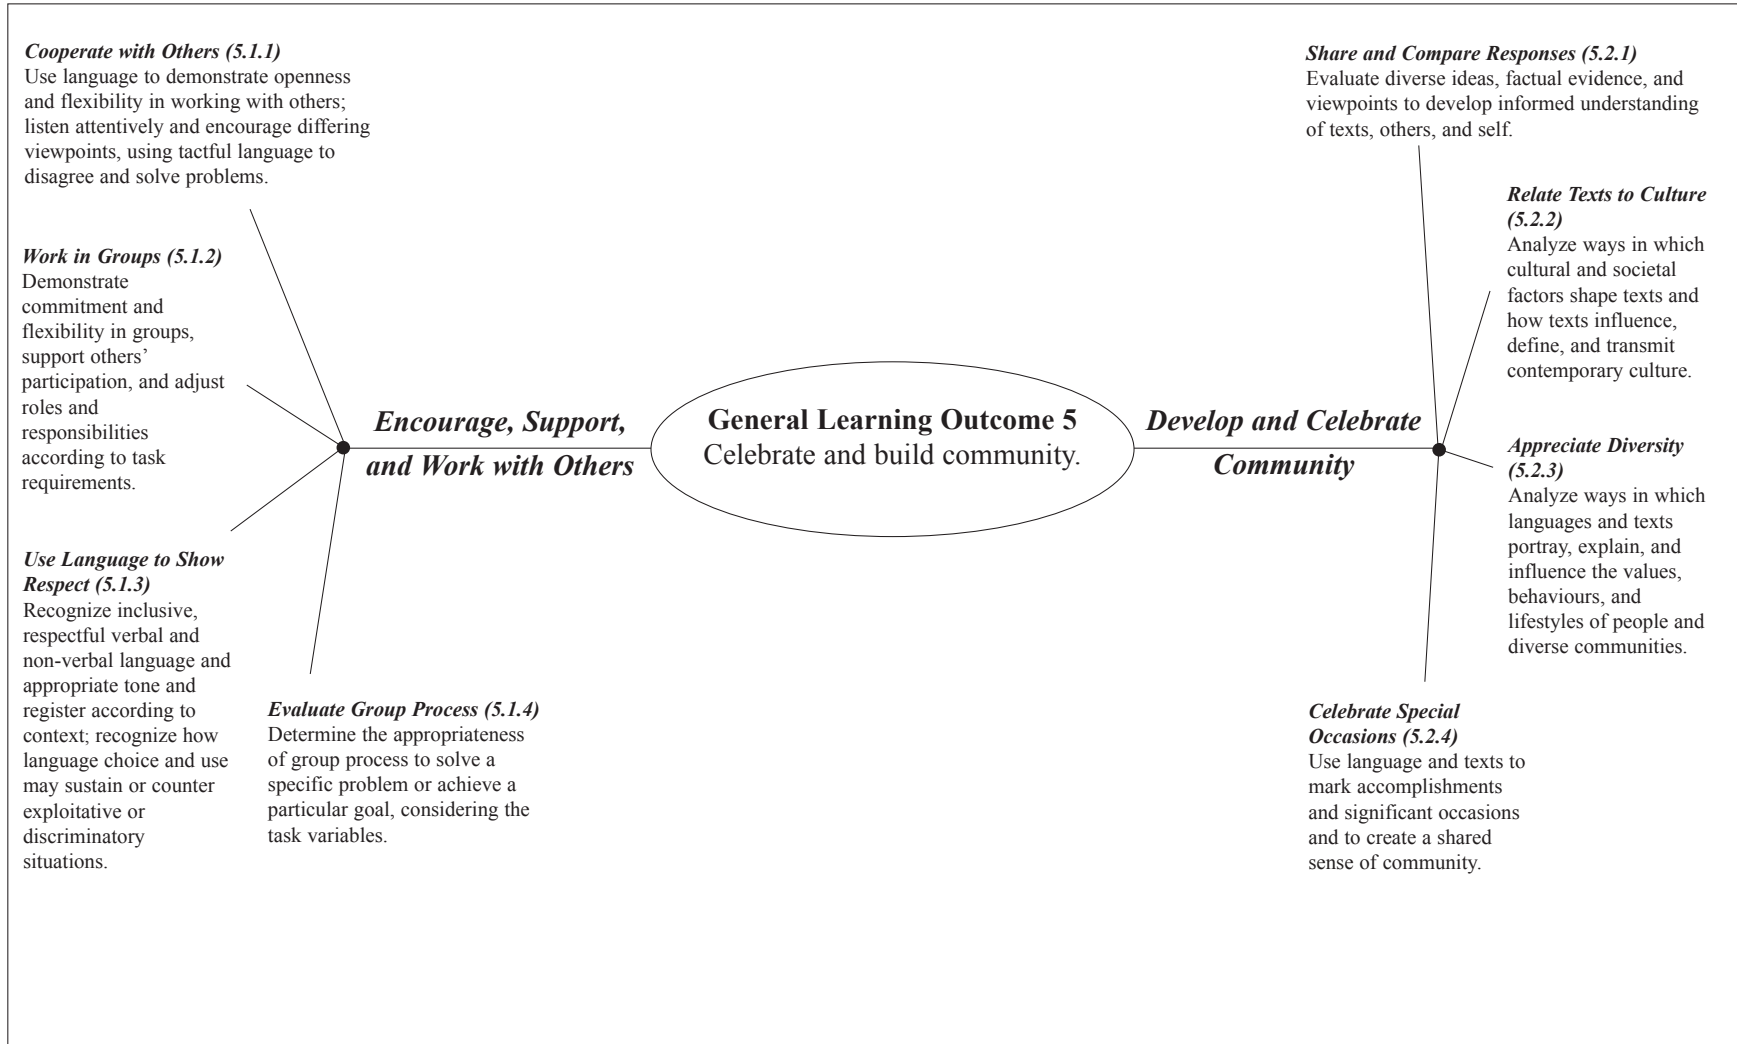 Cooperate with Others (5.1.1)
Use language to demonstrate openness
and flexibility in working with others;
listen attentively and encourage differing
viewpoints, using tactful language to
disagree and solve problems.
Work in Groups (5.1.2)
Demonstrate
commitment and
flexibility in groups,
support others’
participation, and adjust
roles and
responsibilities
according to task
requirements.
Use Language to Show
Respect (5.1.3)
Recognize inclusive,
respectful verbal and
non-verbal language and
appropriate tone and
register according to
context; recognize how
language choice and use
may sustain or counter
exploitative or
discriminatory
situations.
Evaluate Group Process (5.1.4)
Determine the appropriateness
of group process to solve a
specific problem or achieve a
particular goal, considering the
task variables.
Encourage, Support,
and Work with Others
General Learning Outcome 5
Celebrate and build community.
Develop and Celebrate
Community
Share and Compare Responses (5.2.1)
Evaluate diverse ideas, factual evidence, and
viewpoints to develop informed understanding
of texts, others, and self.
Relate Texts to Culture
(5.2.2)
Analyze ways in which
cultural and societal
factors shape texts and
how texts influence,
define, and transmit
contemporary culture.
Appreciate Diversity
(5.2.3)
Analyze ways in which
languages and texts
portray, explain, and
influence the values,
behaviours, and
lifestyles of people and
diverse communities.
Celebrate Special
Occasions (5.2.4)
Use language and texts to
mark accomplishments
and significant occasions
and to create a shared
sense of community.